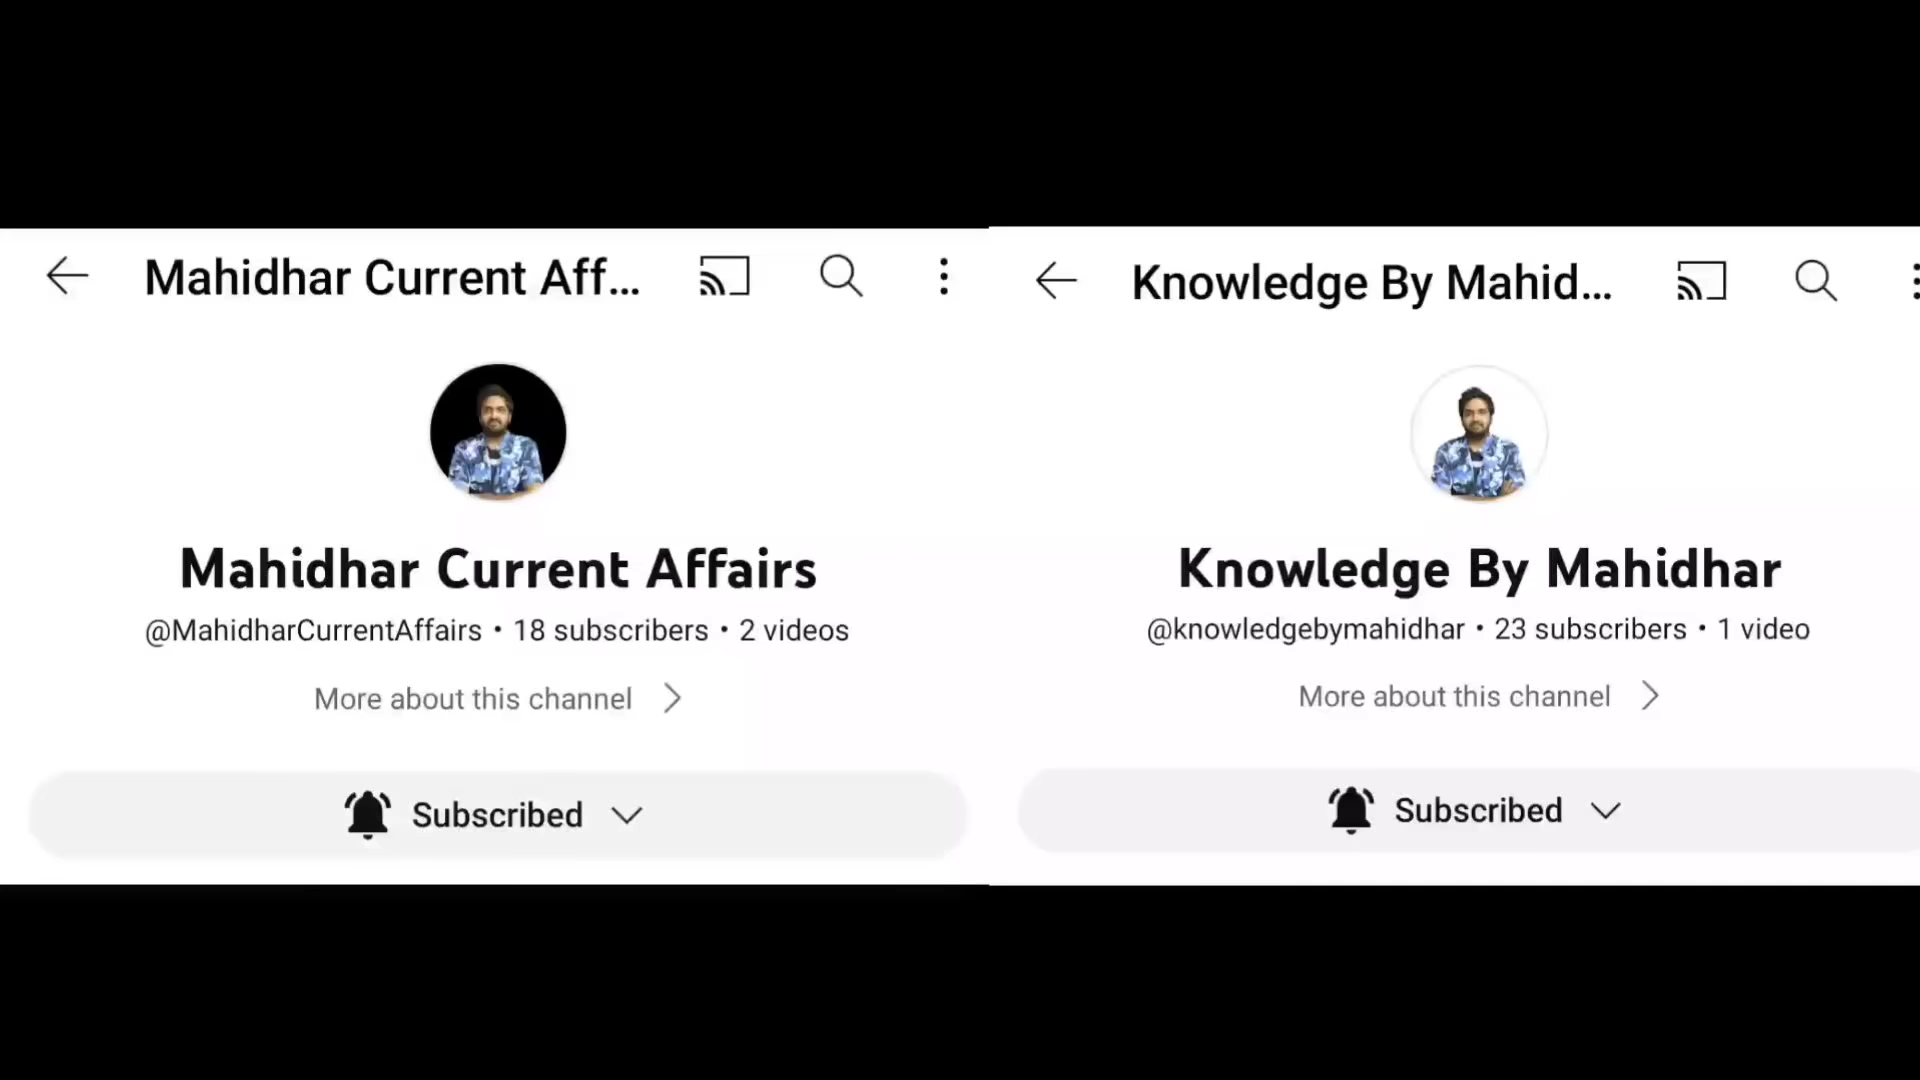 Mahidhar Current Aff...
Mahidhar Current Affairs
@MahidharCurrentAffairs • 18 subscribers • 2 videos
More about this channel
Subscribed
Knowledge By Mahid...
Knowledge By Mahidhar
@knowledgebymahidhar • 23 subscribers • 1 video
More about this channel
Subscribed